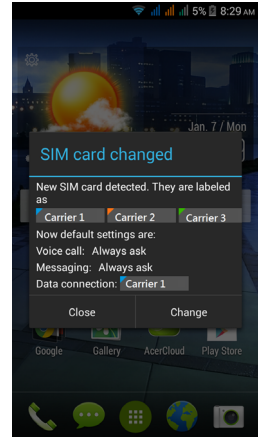 5% 8:29 AM
Jan. 7 / Mon
SIM card changed
New SIM card detected. They are labeled
as
Carrier 1 Carrier 2 Carrier 3
Now default settings are:
Voice call: Always ask
Messaging: Always ask
Data connection: Carrier 1
Close Change
Google Gallery AcerCloud Play Store